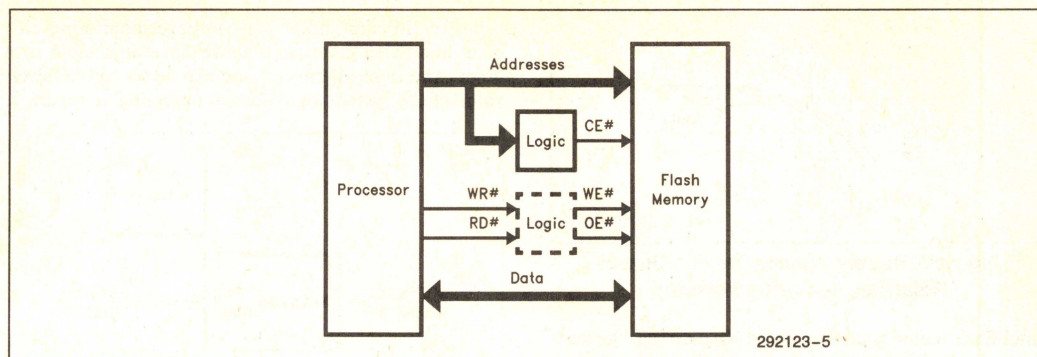 Addresses
Logic
CE#
Processor
Flash
Memory
WR#
Logic
WE#
RD#
OE#
Data
292123-5